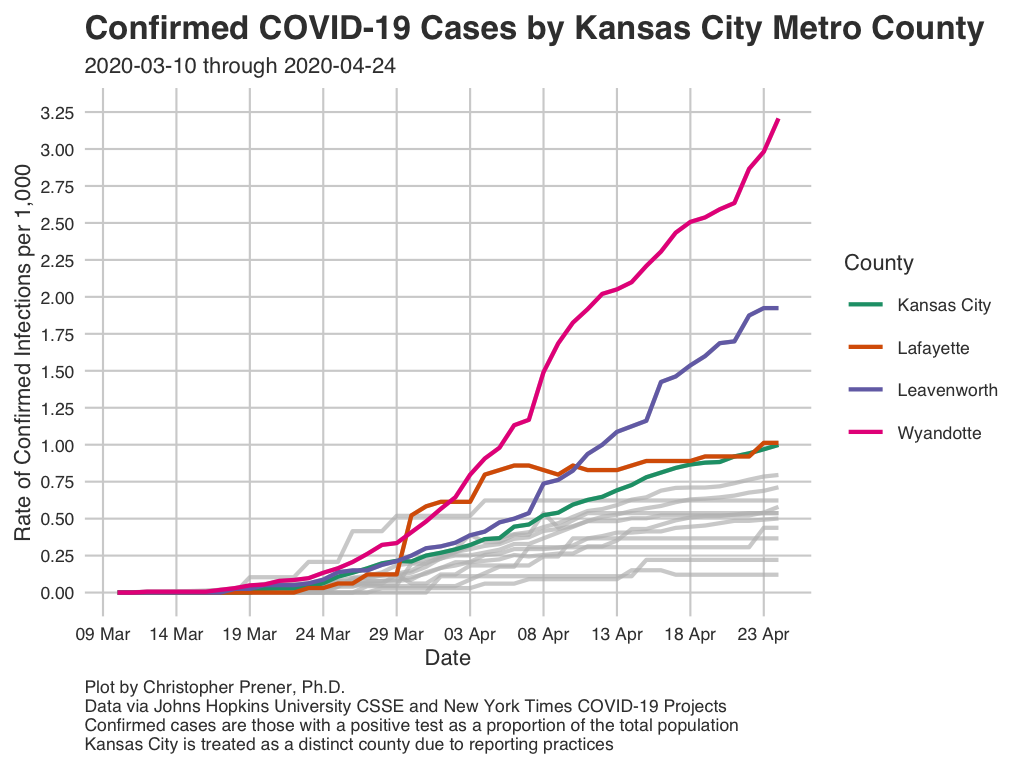 Confirmed COVID-19 Cases by Kansas City Metro County
2020-03-10 through 2020-04-24
Rate of Confirmed Infections per 1,000
3.25
3.00
2.75
2.50
2.25
2.00
1.75
1.50
1.25
1.00
0.75
0.50
0.25
0.00
09 Mar
14 Mar
19 Mar
24 Mar
29 Mar
03 Apr
08 Apr
13 Apr
18 Apr
23 Apr
Date
County
Kansas City
Lafayette
Leavenworth
Wyandotte
Plot by Christopher Prener, Ph.D.
Data via Johns Hopkins University CSSE and New York Times COVID-19 Projects
Confirmed cases are those with a positive test as a proportion of the total population
Kansas City is treated as a distinct county due to reporting practices